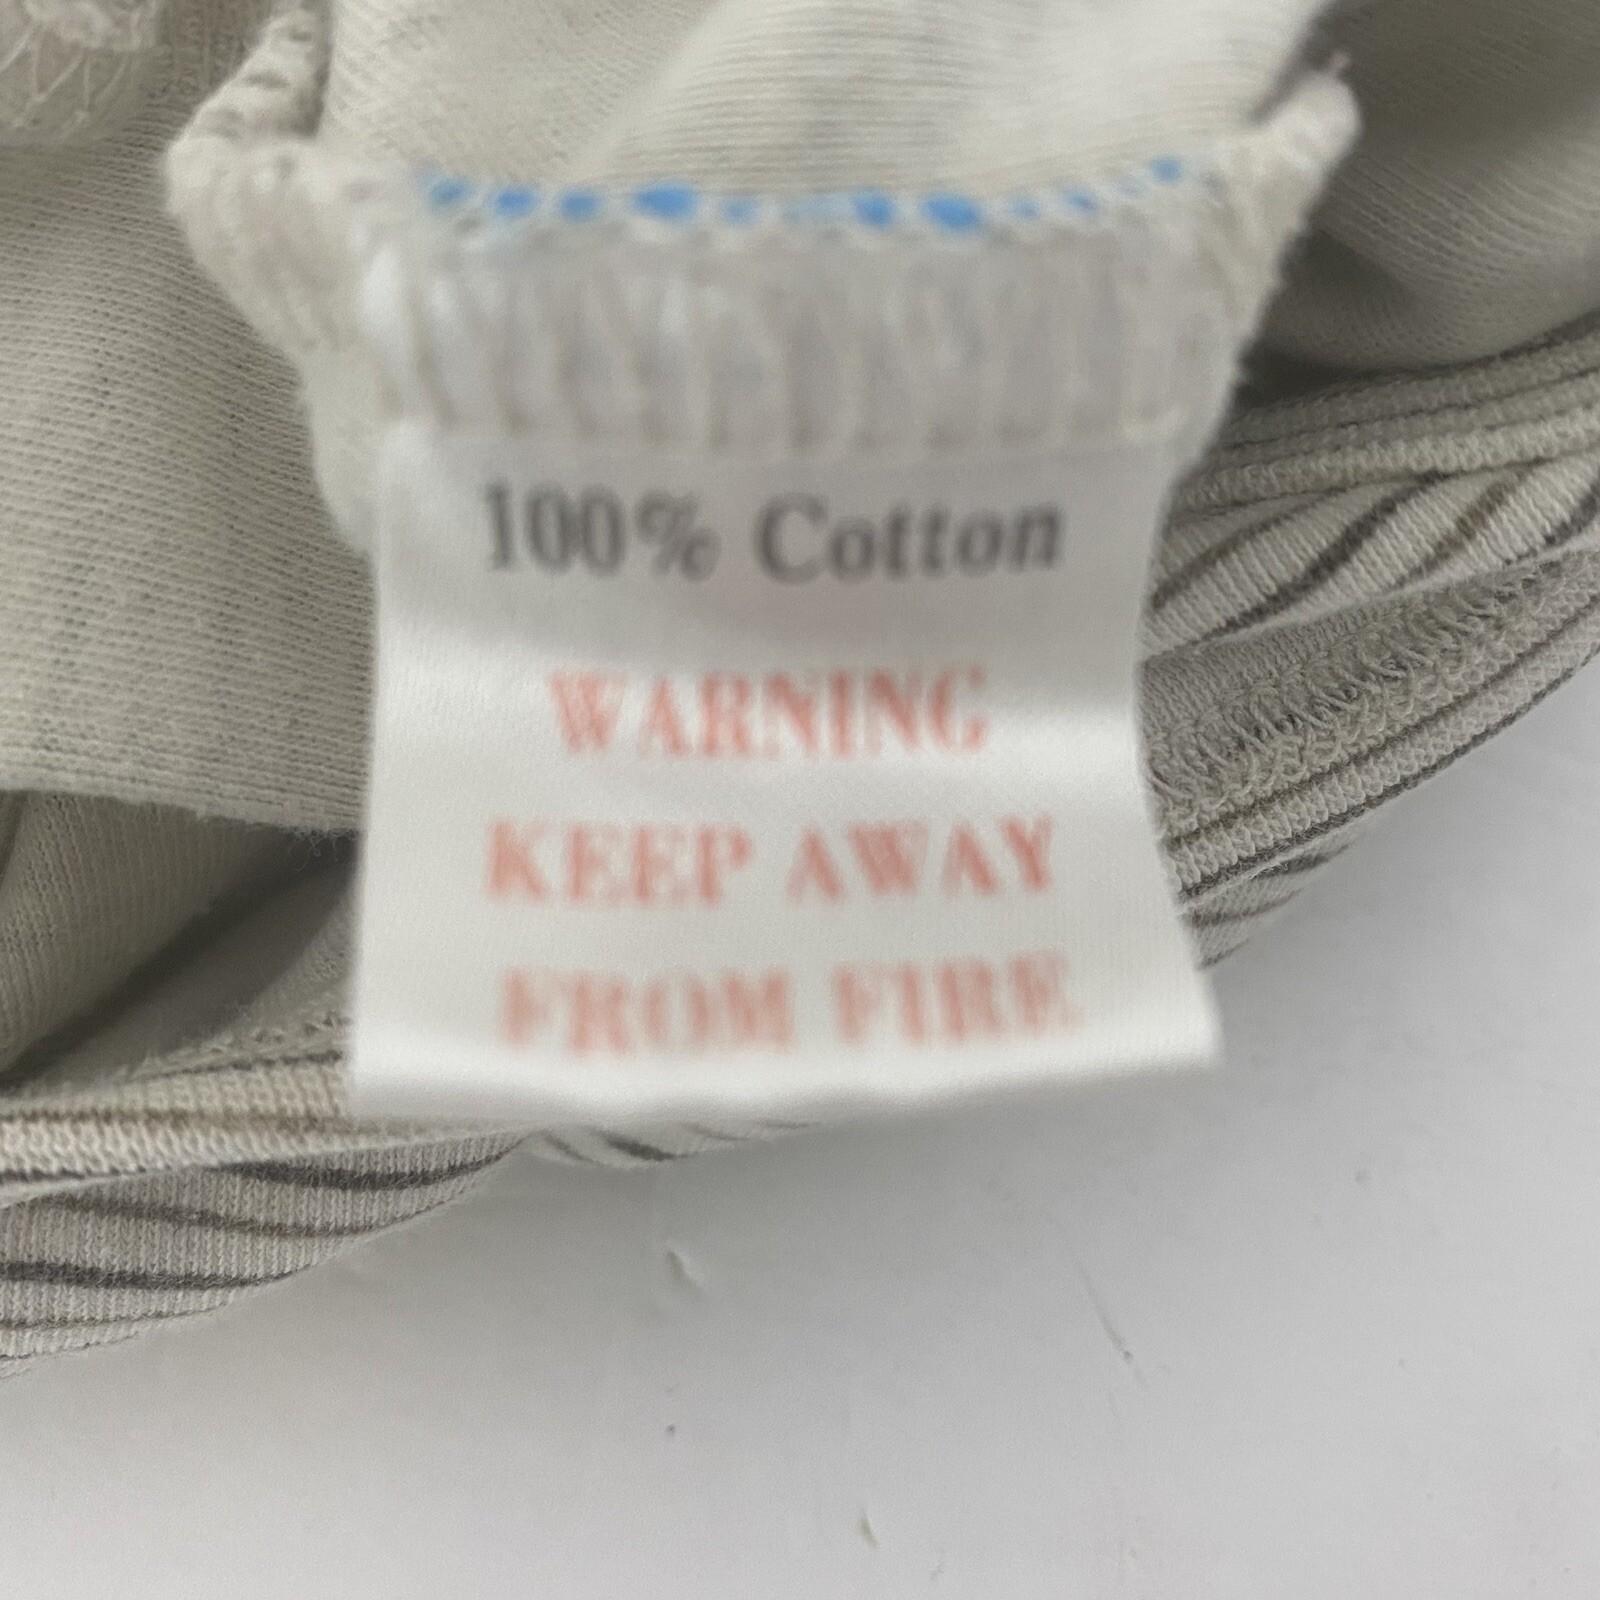 100% Cotton
WARNING
KEEP AWAY
FROM FIRE